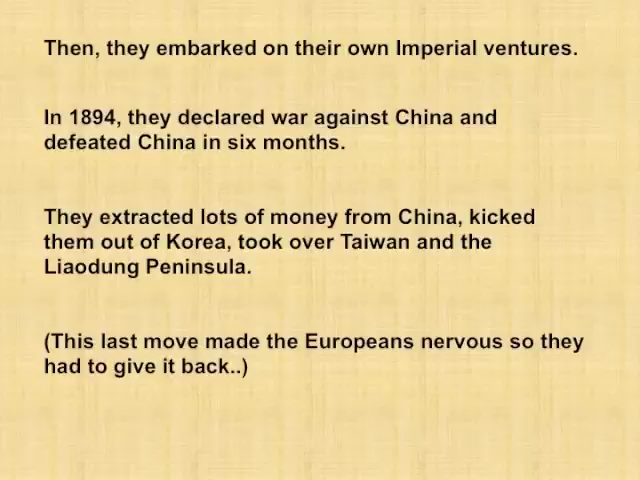 Then, they embarked on their own Imperial ventures.
In 1894, they declared war against China and
defeated China in six months.
They extracted lots of money from China, kicked
them out of Korea, took over Taiwan and the
Liaodung Peninsula.
(This last move made the Europeans nervous so they
had to give it back..)